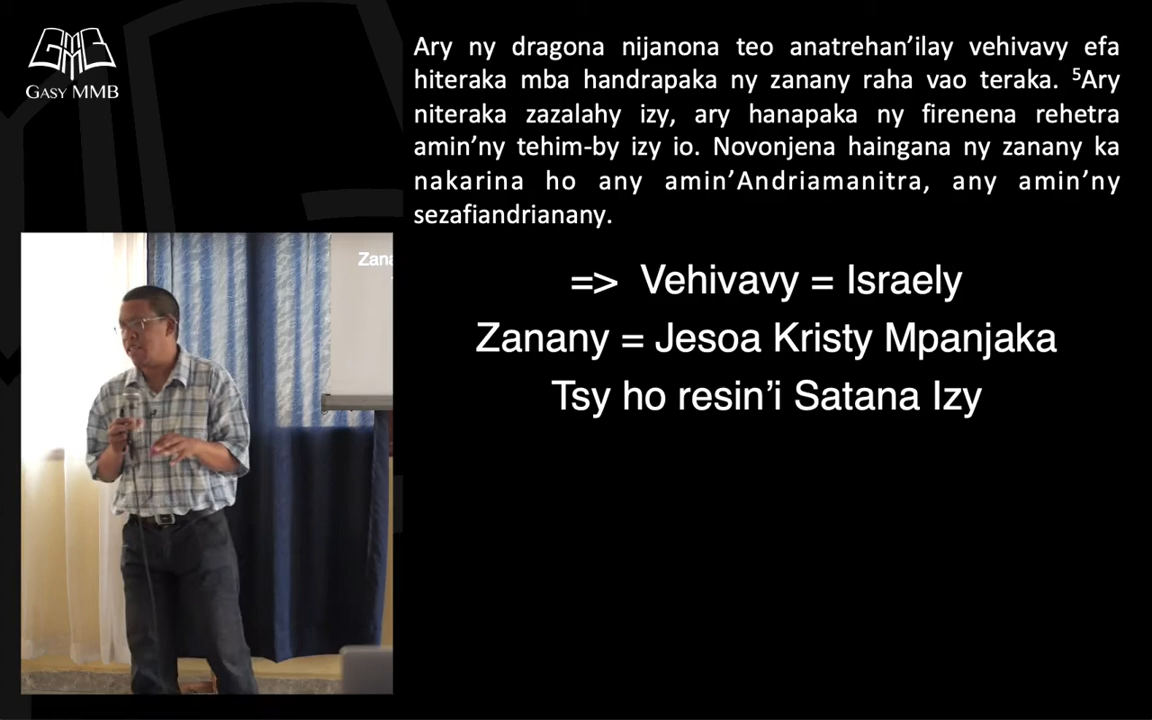 GASY MMB
Ary ny dragona nijanona teo anatrehan’ilay vehivavy efa
hiteraka mba handrapaka ny zanany raha vao teraka. ⁵Ary
niteraka zazalahy izy, ary hanapaka ny firenena rehetra
amin’ny tehim-by izy io. Novonjena haingana ny zanany ka
nakarina ho any amin’Andriamanitra, any amin’ny
sezafiandrianany.
=> Vehivavy = Israely
Zanany = Jesoa Kristy Mpanjaka
Tsy ho resin’i Satana Izy
Zana